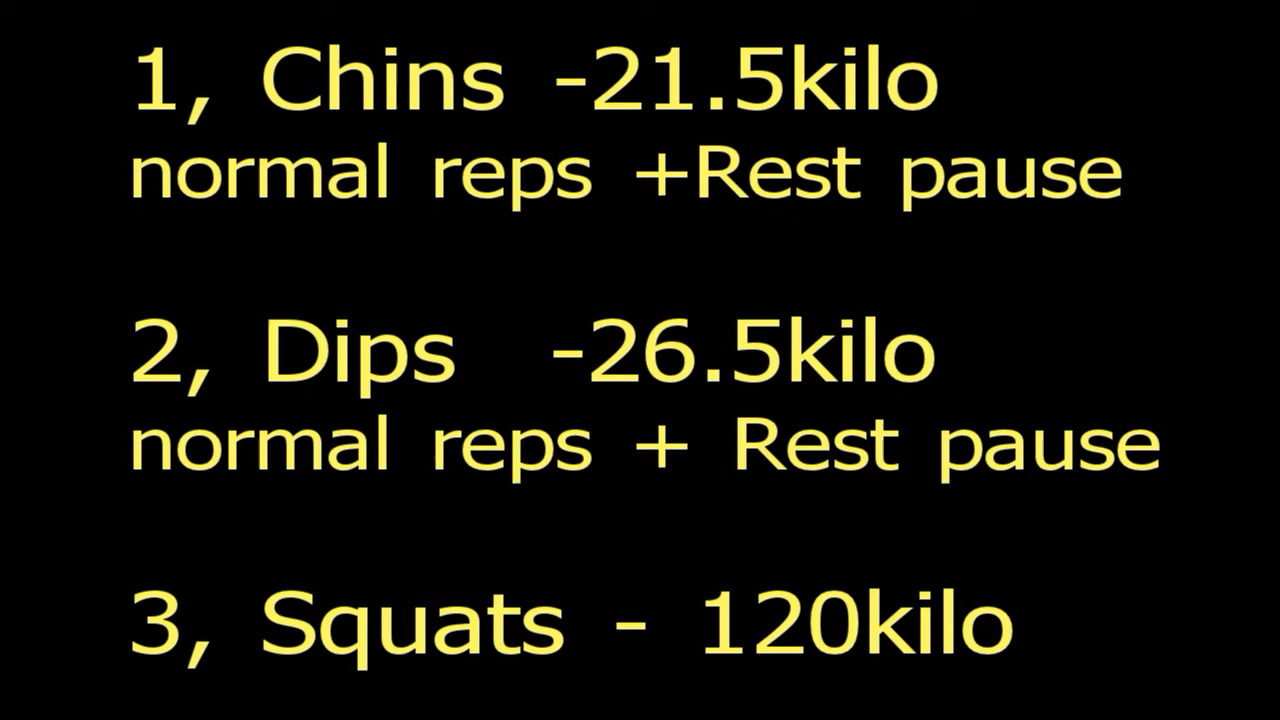 1, Chins -21.5kilo
normal reps +Rest pause
2, Dips -26.5kilo
normal reps + Rest pause
3, Squats - 120kilo